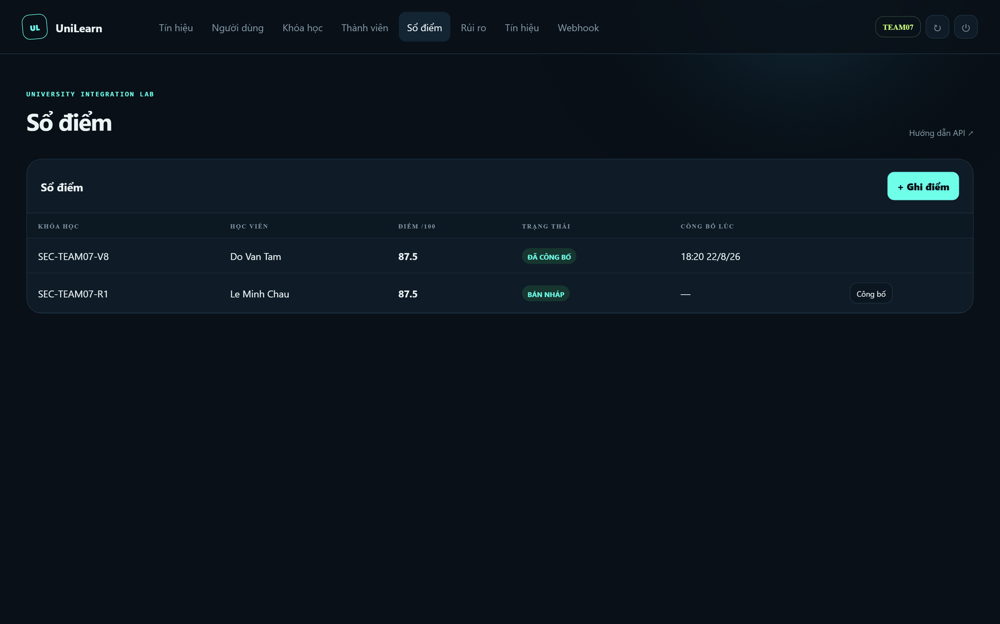 UL UniLearn Tín hiệu Người dùng Khóa học Thành viên Sổ điểm Rủi ro Tín hiệu Webhook TEAM07
UNIVERSITY INTEGRATION LAB
Sổ điểm
Hướng dẫn API ↗
Sổ điểm + Ghi điểm
KHÓA HỌC HỌC VIÊN ĐIỂM /100 TRẠNG THÁI CÔNG BỐ LÚC
SEC-TEAM07-V8 Do Van Tam 87.5 ĐÃ CÔNG BỐ 18:20 22/8/26
SEC-TEAM07-R1 Le Minh Chau 87.5 BẢN NHÁP — Công bố